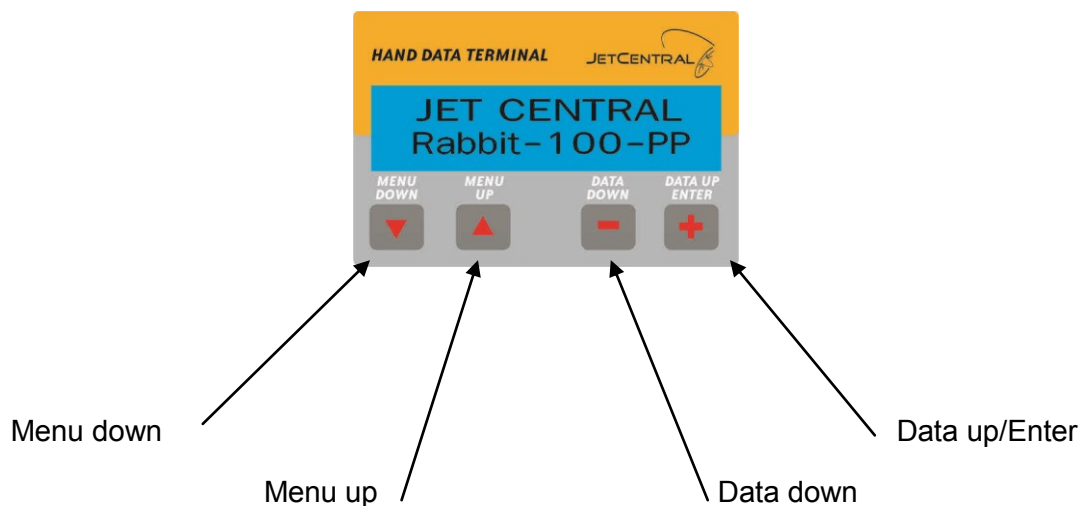 HAND DATA TERMINAL JETCENTRAL
JET CENTRAL
Rabbit-100-PP
MENU DOWN MENU UP DATA DOWN DATA UP ENTER
Menu down Data up/Enter
Menu up Data down